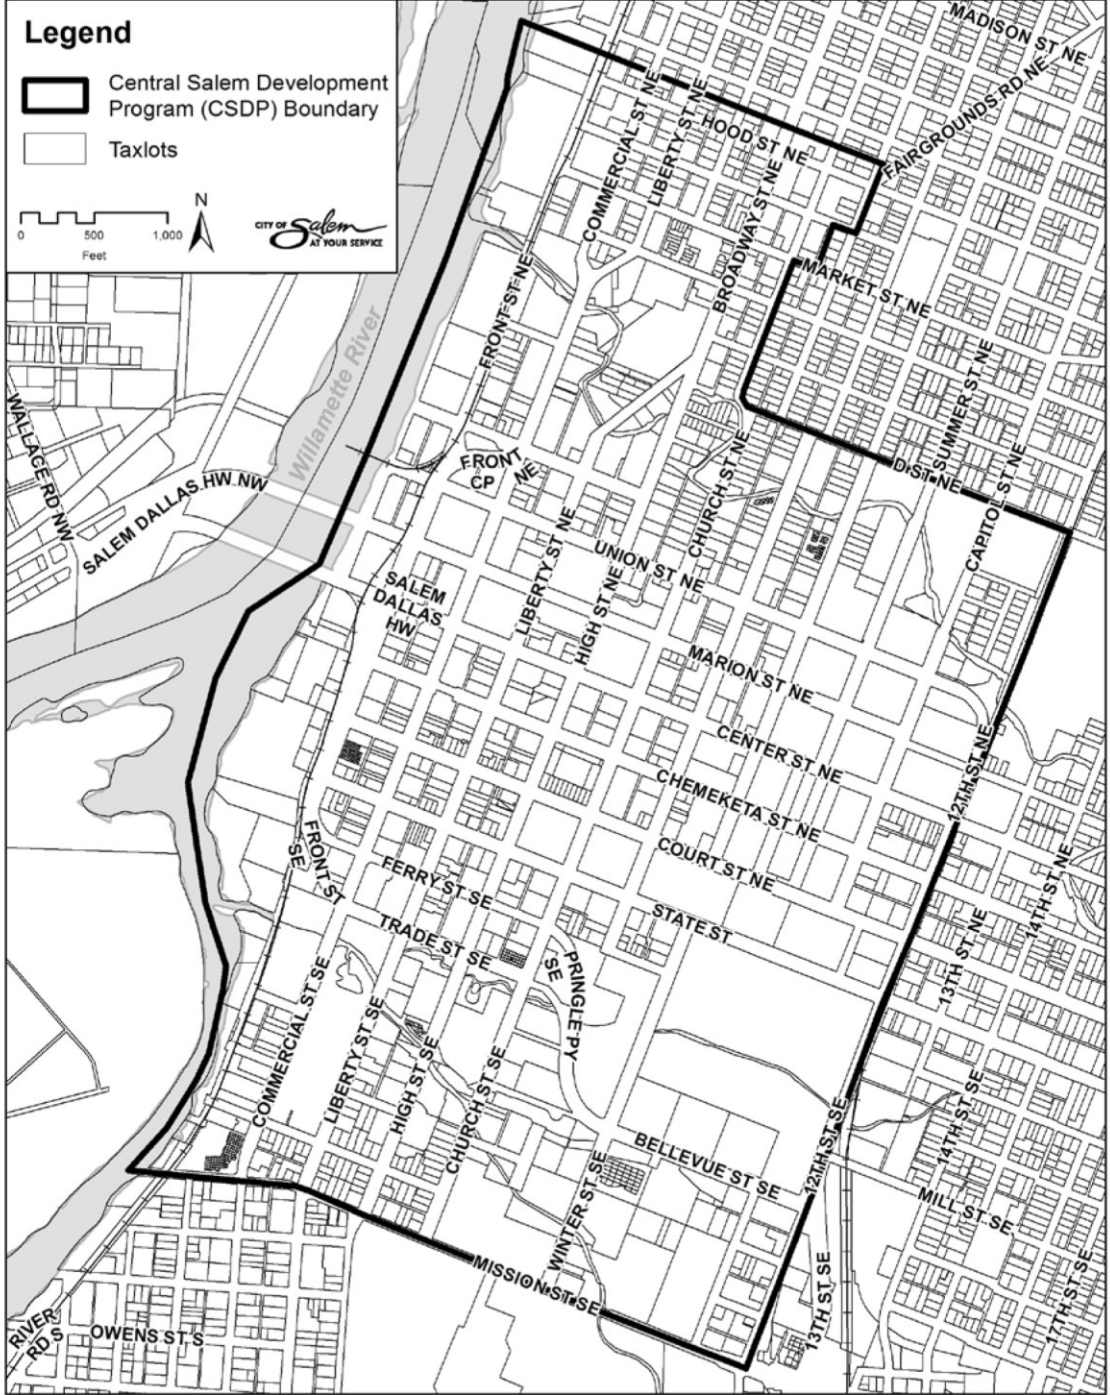 Legend
Central Salem Development
Program (CSDP) Boundary
Taxlots
N
0 500 1,000
Feet
CITY OF Salem
AT YOUR SERVICE
MADISON ST NE
FAIRGROUNDS RD NE
HOOD ST NE
COMMERCIAL ST NE
LIBERTY ST NE
BROADWAY ST NE
MARKET ST NE
FRONT ST NE
Willamette River
SUMMER ST NE
WALLACE RD NW
SALEM DALLAS HW NW
FRONT
CP
NE
D ST NE
CAPITOL ST NE
CHURCH ST NE
LIBERTY ST NE
HIGH ST NE
UNION ST NE
SALEM
DALLAS
HW
MARION ST NE
CENTER ST NE
12TH ST NE
CHEMEKETA ST NE
COURT ST NE
FRONT ST
SE
FERRY ST SE
STATE ST
TRADE ST SE
14TH ST NE
13TH ST NE
PRINGLE PY
SE
COMMERCIAL ST SE
LIBERTY ST SE
HIGH ST SE
CHURCH ST SE
BELLEVUE ST SE
12TH ST SE
14TH ST SE
MILL ST SE
WINTER ST SE
MISSION ST SE
13TH ST SE
17TH ST SE
RIVER
RD S
OWENS ST S